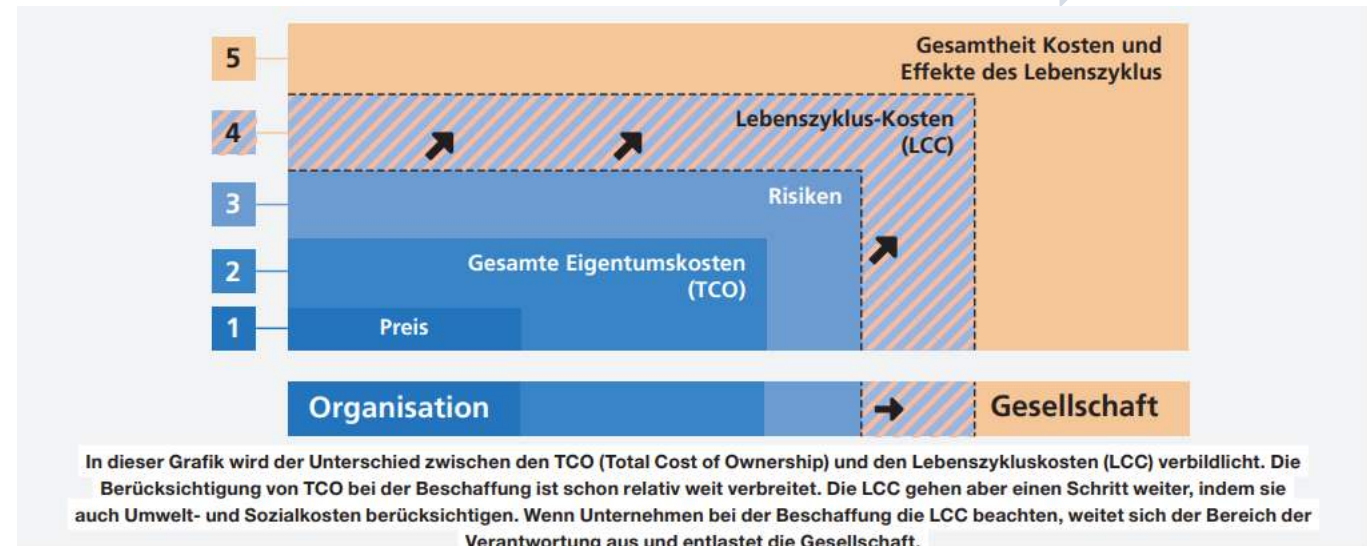 5
Gesamtheit Kosten und
Effekte des Lebenszyklus
4
Lebenszyklus-Kosten
(LCC)
3
Risiken
2
Gesamte Eigentumskosten
(TCO)
1
Preis
Organisation
Gesellschaft
In dieser Grafik wird der Unterschied zwischen den TCO (Total Cost of Ownership) und den Lebenszykluskosten (LCC) verbildlicht. Die
Berücksichtigung von TCO bei der Beschaffung ist schon relativ weit verbreitet. Die LCC gehen aber einen Schritt weiter, indem sie
auch Umwelt- und Sozialkosten berücksichtigen. Wenn Unternehmen bei der Beschaffung die LCC beachten, weitet sich der Bereich der
Verantwortung aus und entlastet die Gesellschaft.